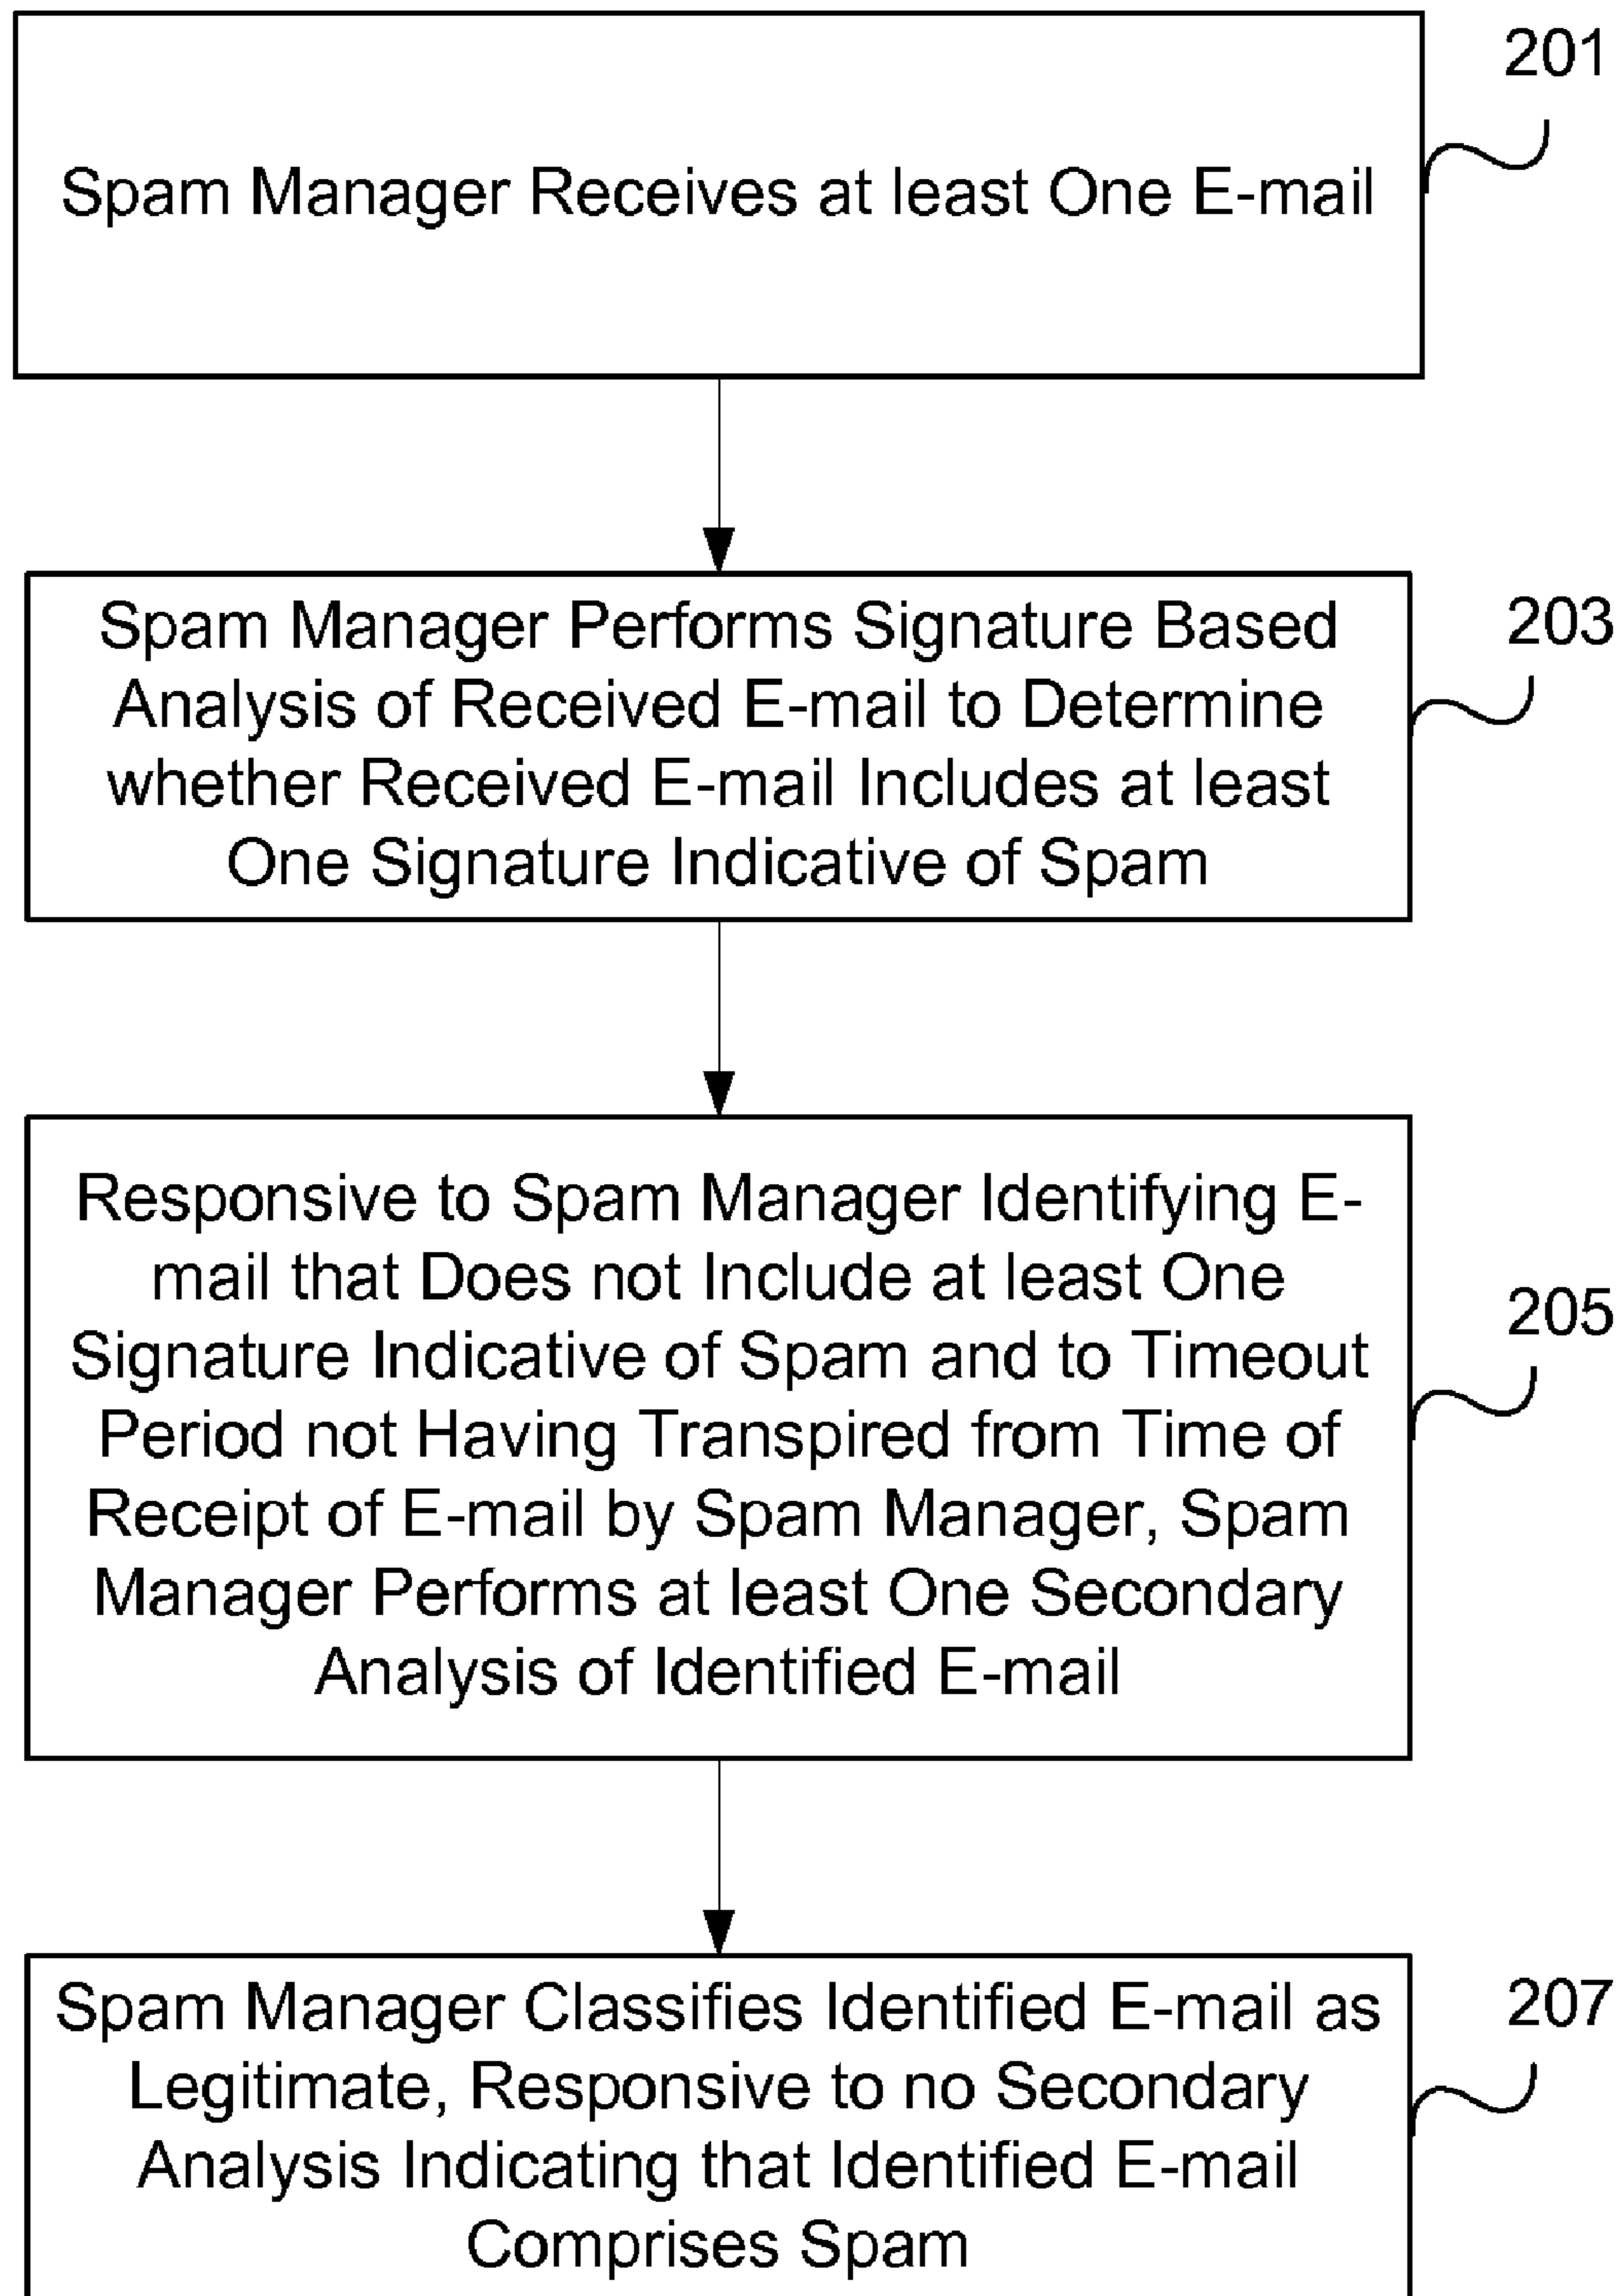 201
Spam Manager Receives at least One E-mail
203
Spam Manager Performs Signature Based
Analysis of Received E-mail to Determine
whether Received E-mail Includes at least
One Signature Indicative of Spam
205
Responsive to Spam Manager Identifying E-
mail that Does not Include at least One
Signature Indicative of Spam and to Timeout
Period not Having Transpired from Time of
Receipt of E-mail by Spam Manager, Spam
Manager Performs at least One Secondary
Analysis of Identified E-mail
207
Spam Manager Classifies Identified E-mail as
Legitimate, Responsive to no Secondary
Analysis Indicating that Identified E-mail
Comprises Spam